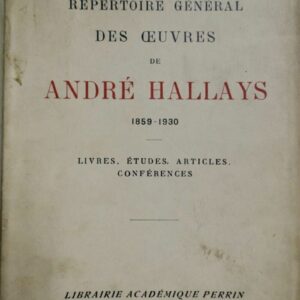 RÉPERTOIRE GÉNÉRAL
DES ŒUVRES
DE
ANDRÉ HALLAYS
1859-1930
LIVRES, ÉTUDES, ARTICLES,
CONFÉRENCES
LIBRAIRIE ACADÉMIQUE PERRIN